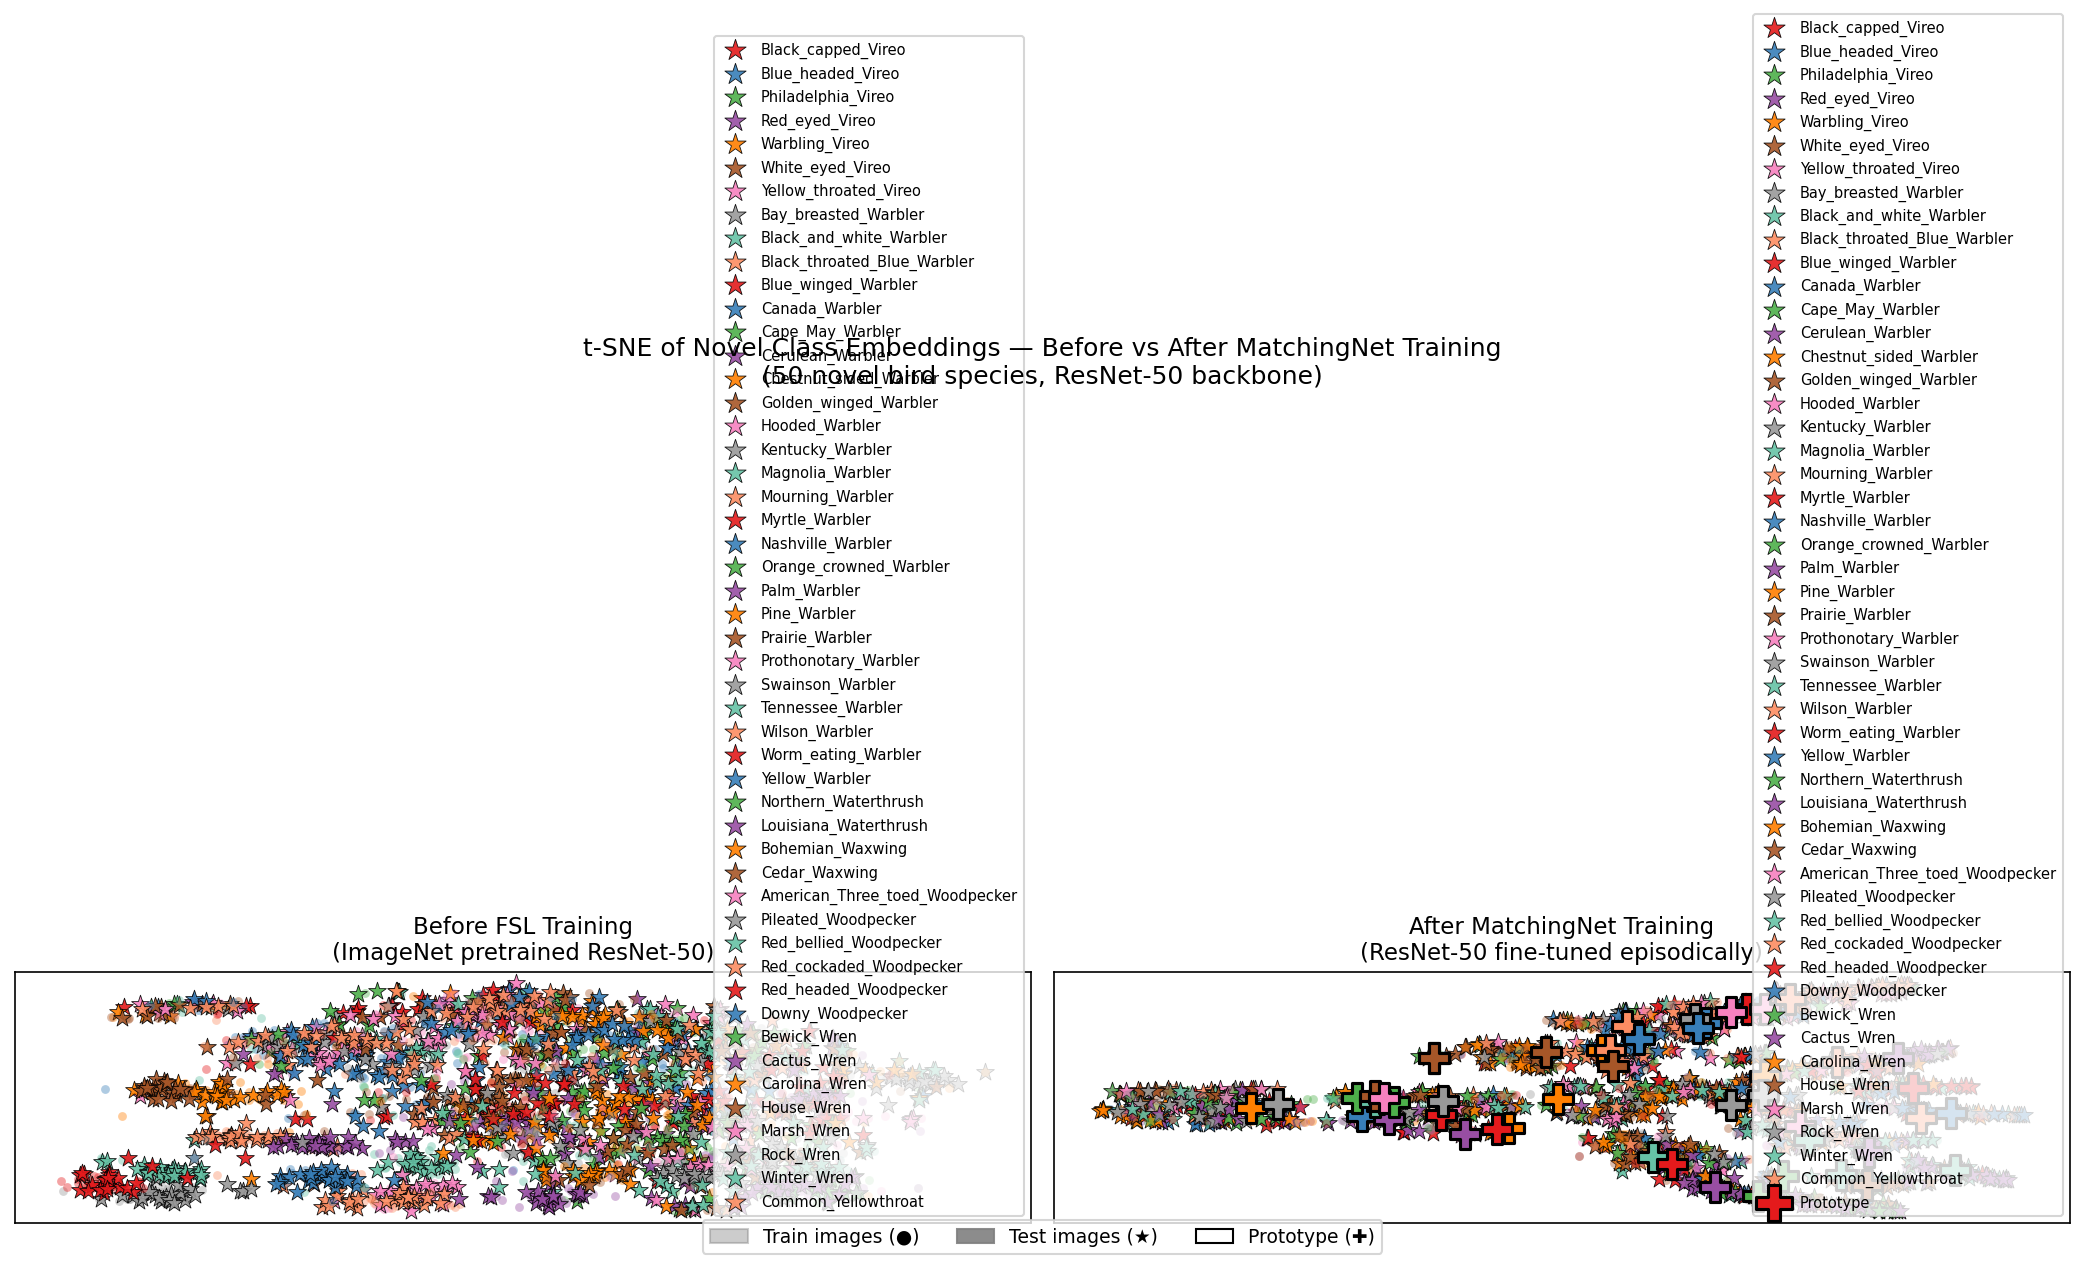 t-SNE of Novel Class Embeddings — Before vs After MatchingNet Training
(50 novel bird species, ResNet-50 backbone)
Before FSL Training
(ImageNet pretrained ResNet-50)
Black_capped_Vireo
Blue_headed_Vireo
Philadelphia_Vireo
Red_eyed_Vireo
Warbling_Vireo
White_eyed_Vireo
Yellow_throated_Vireo
Bay_breasted_Warbler
Black_and_white_Warbler
Black_throated_Blue_Warbler
Blue_winged_Warbler
Canada_Warbler
Cape_May_Warbler
Cerulean_Warbler
Chestnut_sided_Warbler
Golden_winged_Warbler
Hooded_Warbler
Kentucky_Warbler
Magnolia_Warbler
Mourning_Warbler
Myrtle_Warbler
Nashville_Warbler
Orange_crowned_Warbler
Palm_Warbler
Pine_Warbler
Prairie_Warbler
Prothonotary_Warbler
Swainson_Warbler
Tennessee_Warbler
Wilson_Warbler
Worm_eating_Warbler
Yellow_Warbler
Northern_Waterthrush
Louisiana_Waterthrush
Bohemian_Waxwing
Cedar_Waxwing
American_Three_toed_Woodpecker
Pileated_Woodpecker
Red_bellied_Woodpecker
Red_cockaded_Woodpecker
Red_headed_Woodpecker
Downy_Woodpecker
Bewick_Wren
Cactus_Wren
Carolina_Wren
House_Wren
Marsh_Wren
Rock_Wren
Winter_Wren
Common_Yellowthroat
After MatchingNet Training
(ResNet-50 fine-tuned episodically)
Black_capped_Vireo
Blue_headed_Vireo
Philadelphia_Vireo
Red_eyed_Vireo
Warbling_Vireo
White_eyed_Vireo
Yellow_throated_Vireo
Bay_breasted_Warbler
Black_and_white_Warbler
Black_throated_Blue_Warbler
Blue_winged_Warbler
Canada_Warbler
Cape_May_Warbler
Cerulean_Warbler
Chestnut_sided_Warbler
Golden_winged_Warbler
Hooded_Warbler
Kentucky_Warbler
Magnolia_Warbler
Mourning_Warbler
Myrtle_Warbler
Nashville_Warbler
Orange_crowned_Warbler
Palm_Warbler
Pine_Warbler
Prairie_Warbler
Prothonotary_Warbler
Swainson_Warbler
Tennessee_Warbler
Wilson_Warbler
Worm_eating_Warbler
Yellow_Warbler
Northern_Waterthrush
Louisiana_Waterthrush
Bohemian_Waxwing
Cedar_Waxwing
American_Three_toed_Woodpecker
Pileated_Woodpecker
Red_bellied_Woodpecker
Red_cockaded_Woodpecker
Red_headed_Woodpecker
Downy_Woodpecker
Bewick_Wren
Cactus_Wren
Carolina_Wren
House_Wren
Marsh_Wren
Rock_Wren
Winter_Wren
Common_Yellowthroat
Prototype
Train images (●) Test images (★) Prototype (✚)